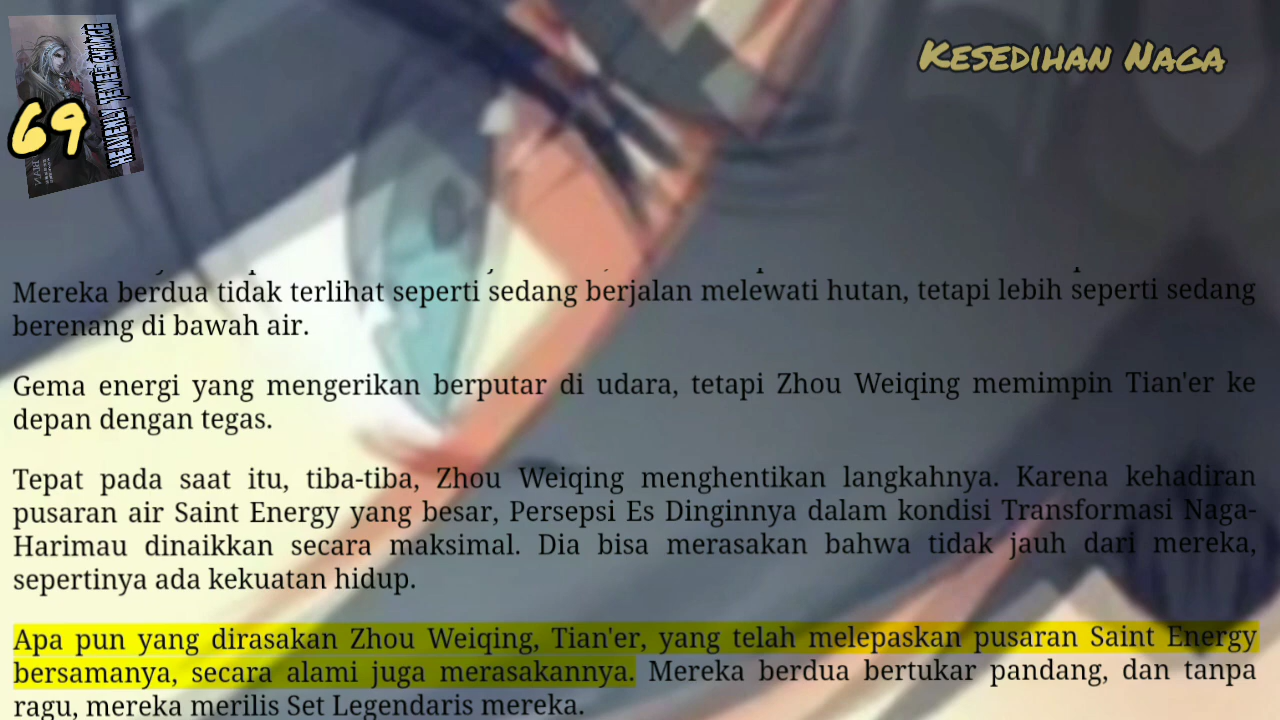 Kesedihan Naga
HEAVENLY JEWEL CHANGE
69
Mereka berdua tidak terlihat seperti sedang berjalan melewati hutan, tetapi lebih seperti sedang
berenang di bawah air.
Gema energi yang mengerikan berputar di udara, tetapi Zhou Weiqing memimpin Tian'er ke
depan dengan tegas.
Tepat pada saat itu, tiba-tiba, Zhou Weiqing menghentikan langkahnya. Karena kehadiran
pusaran air Saint Energy yang besar, Persepsi Es Dinginnya dalam kondisi Transformasi Naga-
Harimau dinaikkan secara maksimal. Dia bisa merasakan bahwa tidak jauh dari mereka,
sepertinya ada kekuatan hidup.
Apa pun yang dirasakan Zhou Weiqing, Tian'er, yang telah melepaskan pusaran Saint Energy
bersamanya, secara alami juga merasakannya. Mereka berdua bertukar pandang, dan tanpa
ragu, mereka merilis Set Legendaris mereka.